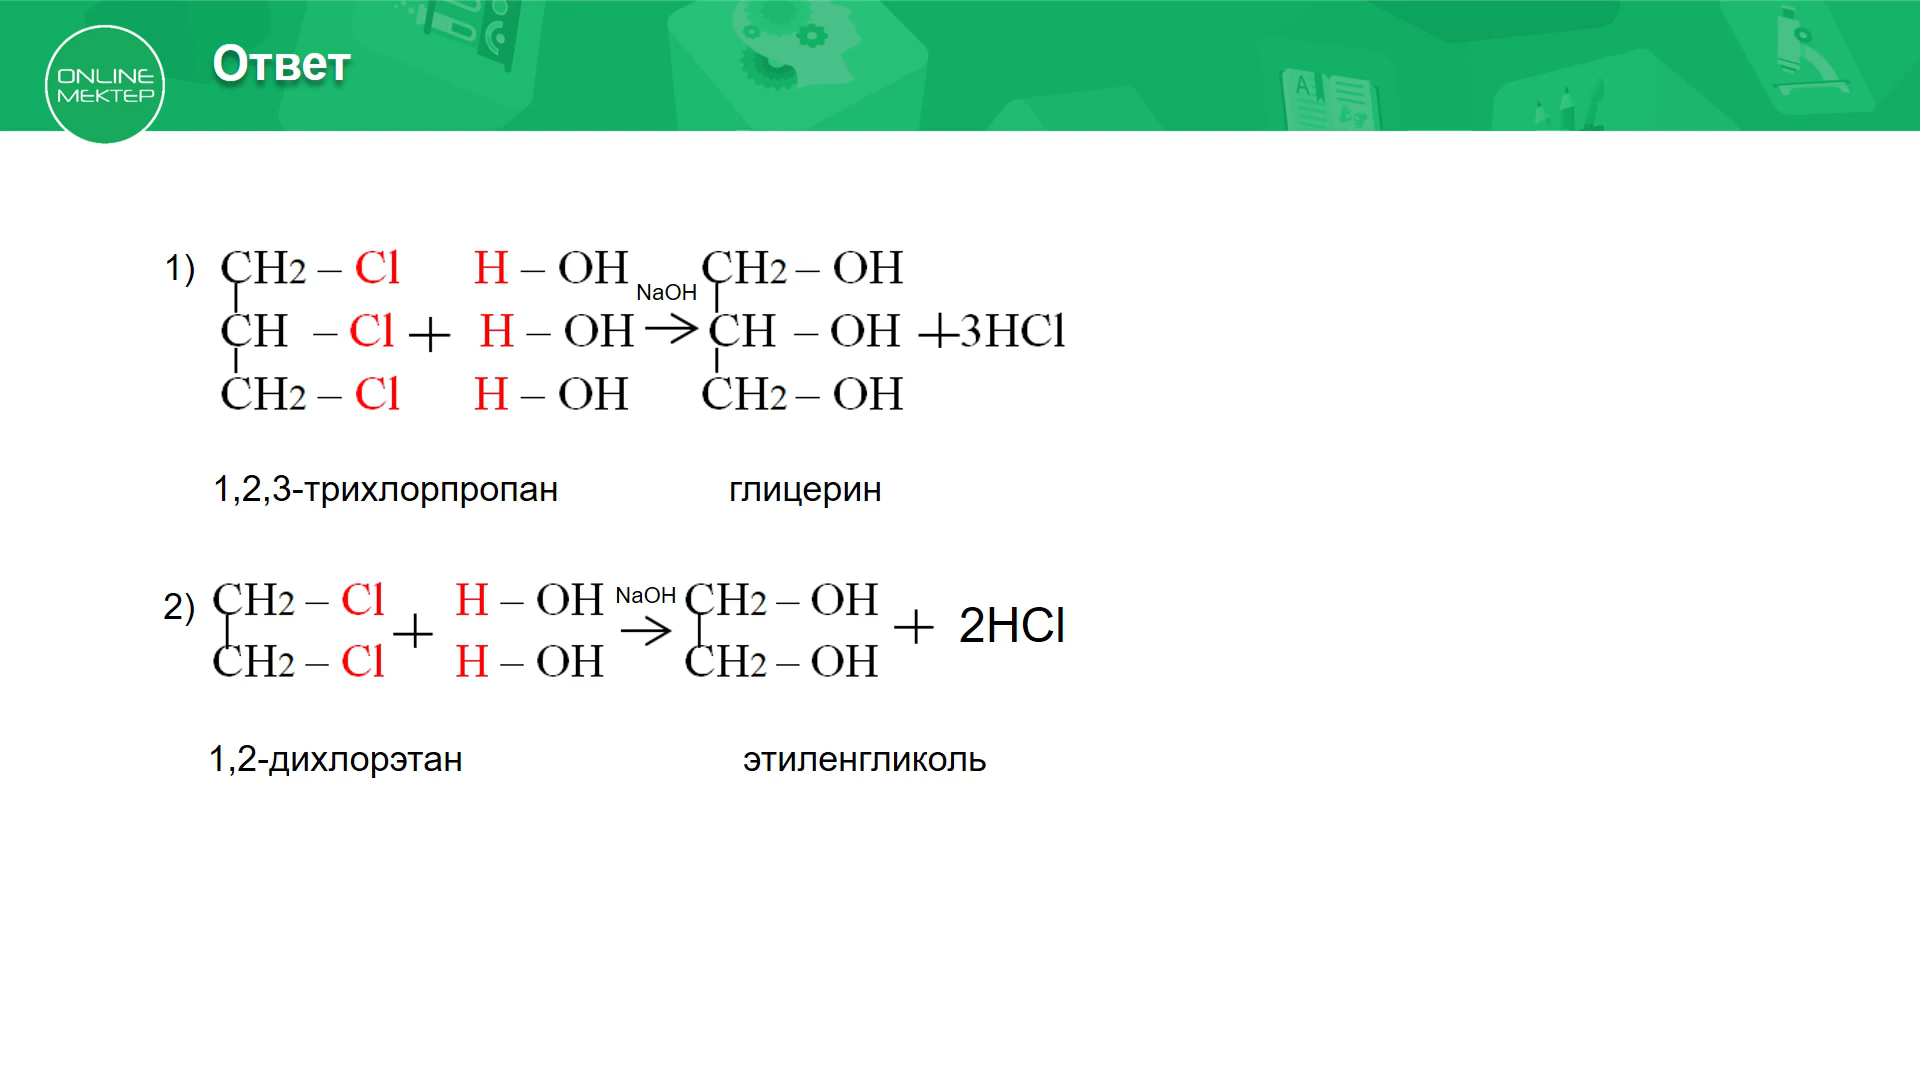 ONLINE
MEKTEP
Ответ
1) CH2 – Cl H – OH CH2 – OH
NaOH
CH – Cl + H – OH → CH – OH +3HCl
CH2 – Cl H – OH CH2 – OH
1,2,3-трихлорпропан глицерин
2) CH2 – Cl H – OH NaOH CH2 – OH
+ → + 2HCl
CH2 – Cl H – OH CH2 – OH
1,2-дихлорэтан этиленгликоль